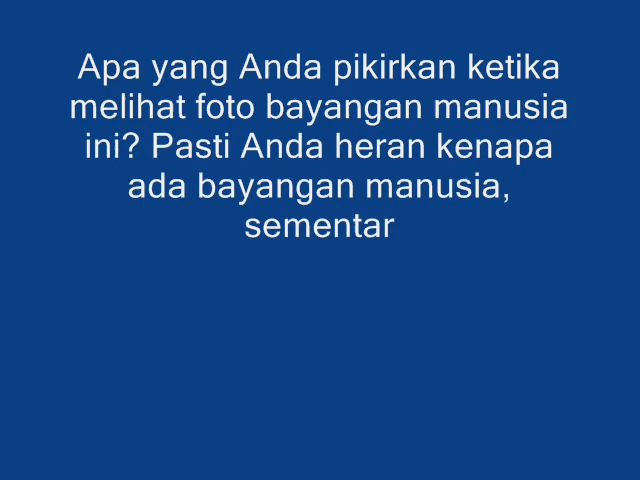 Apa yang Anda pikirkan ketika
melihat foto bayangan manusia
ini? Pasti Anda heran kenapa
ada bayangan manusia,
sementar